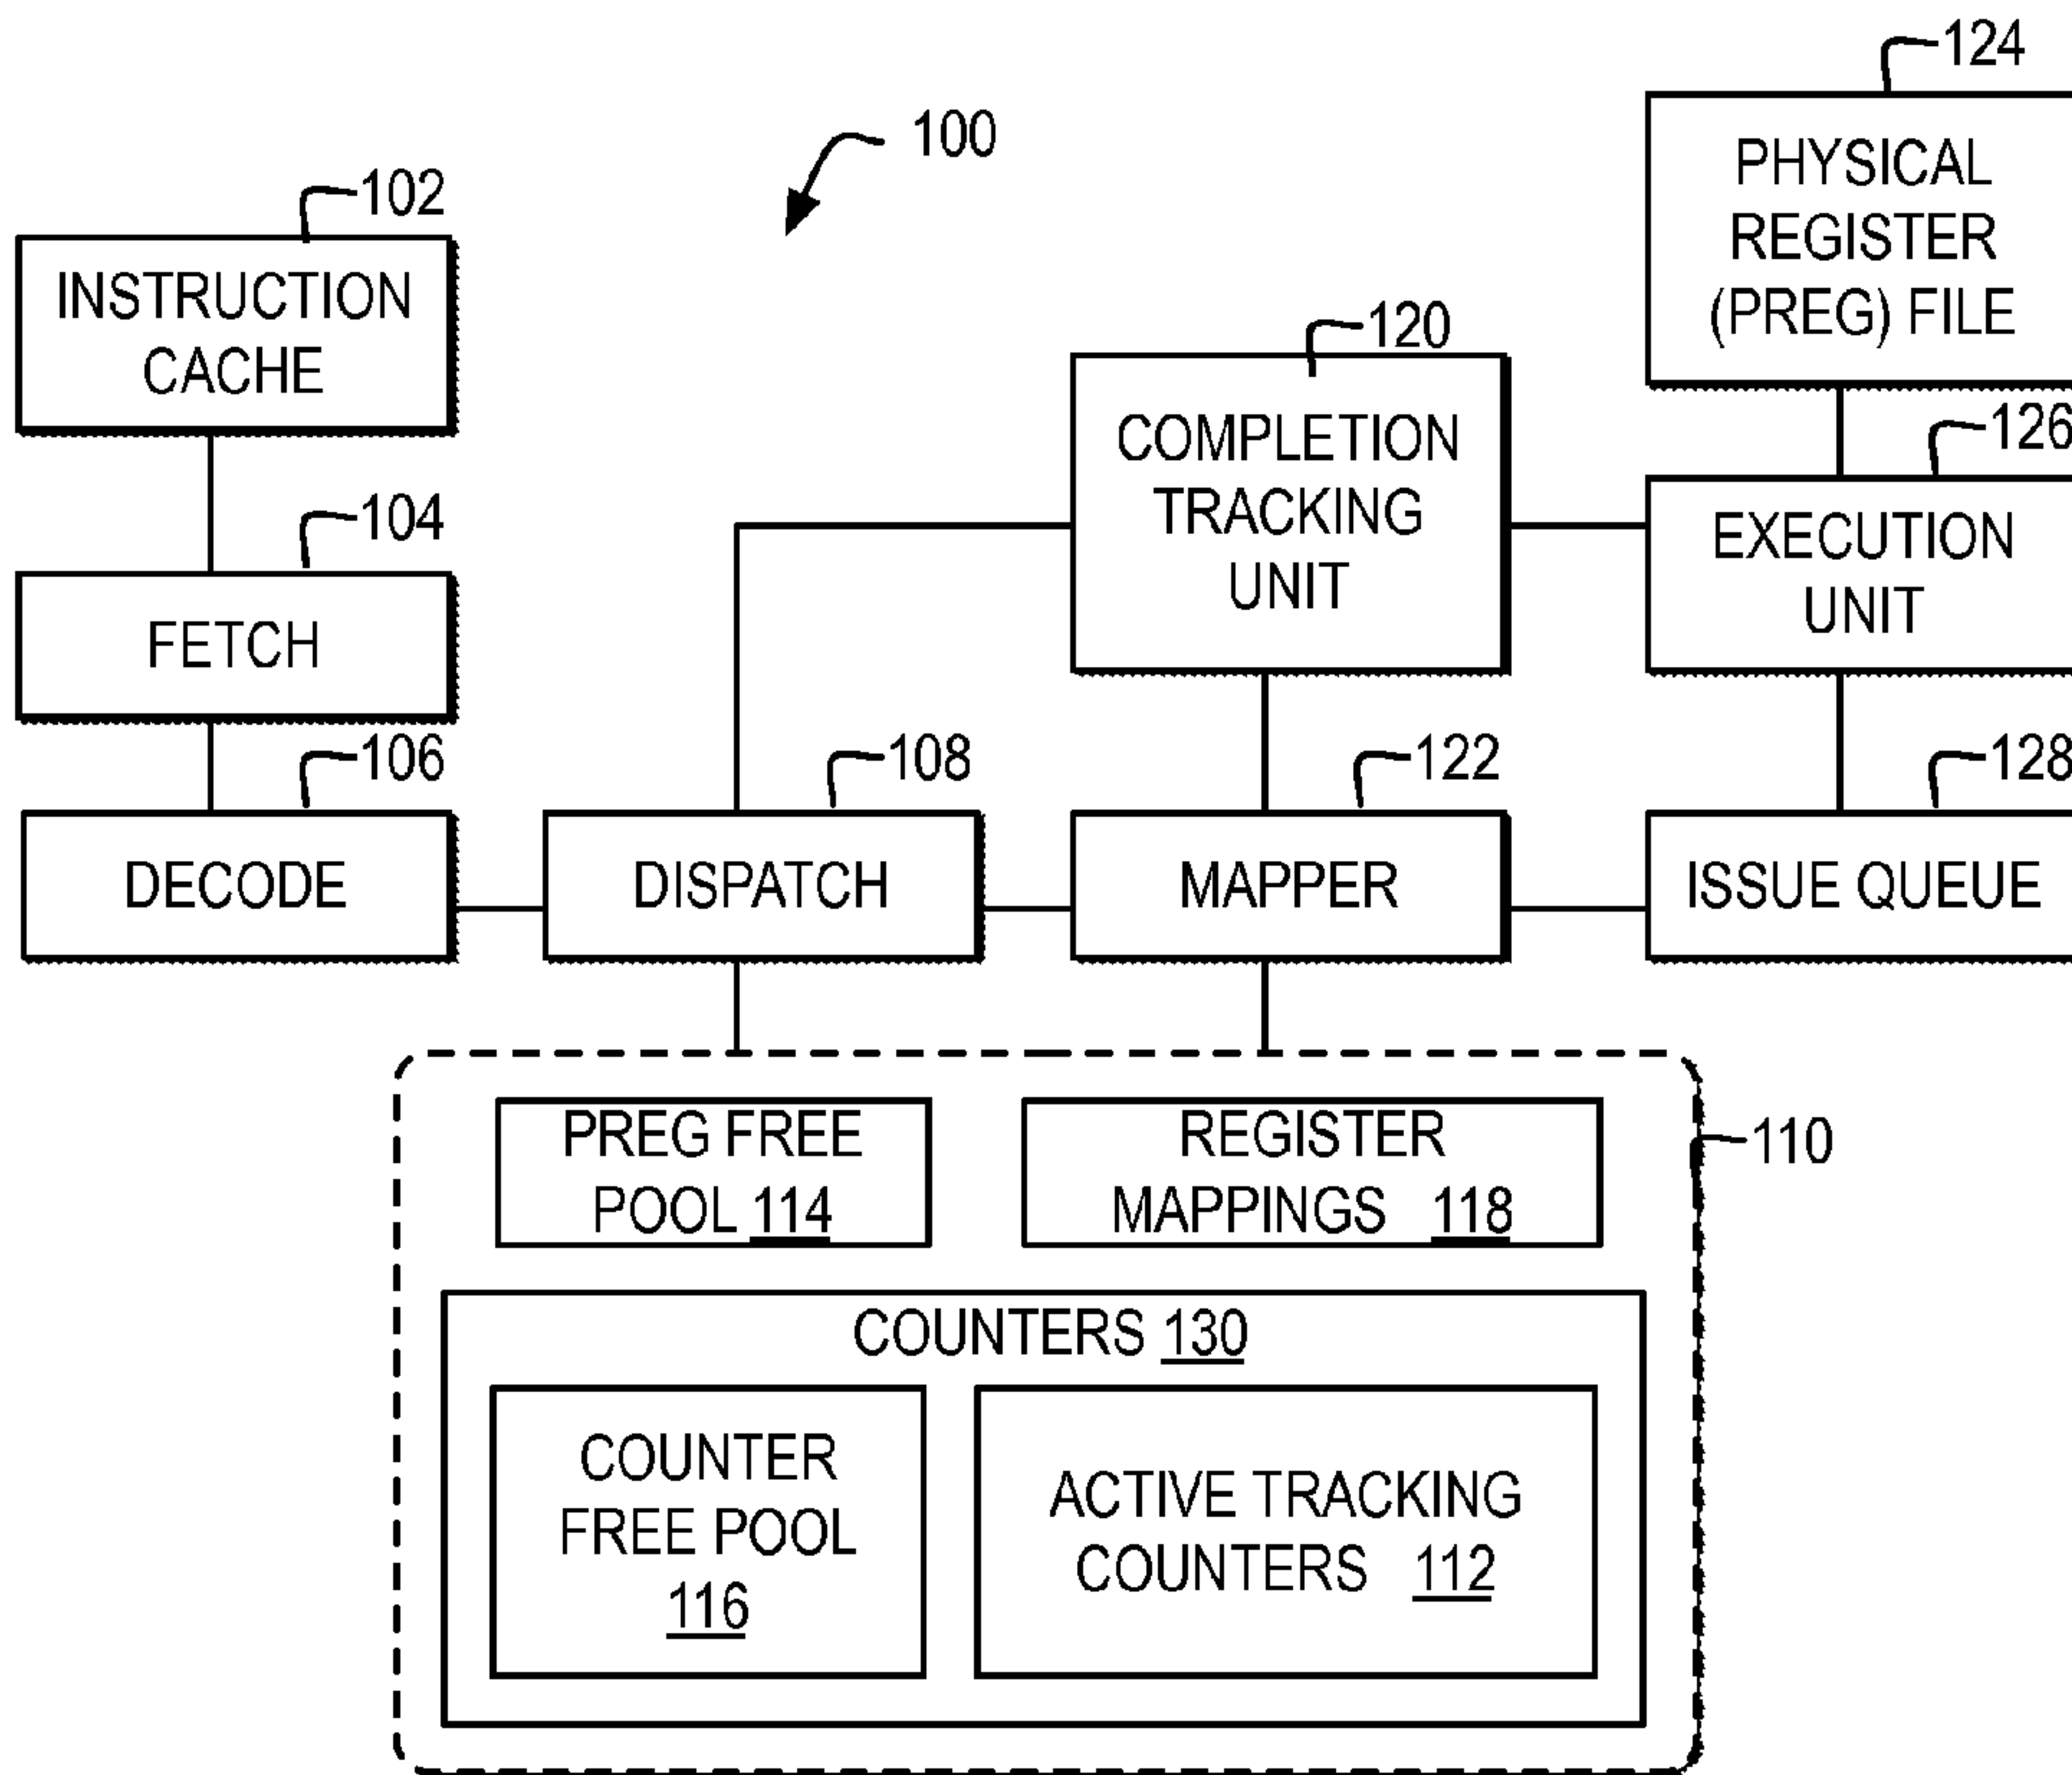 124
100
PHYSICAL
REGISTER
(PREG) FILE
102
INSTRUCTION
CACHE
120
COMPLETION
TRACKING
UNIT
126
EXECUTION
UNIT
104
FETCH
106
108
122
128
DECODE
DISPATCH
MAPPER
ISSUE QUEUE
PREG FREE
POOL 114
REGISTER
MAPPINGS 118
110
COUNTERS 130
COUNTER
FREE POOL
116
ACTIVE TRACKING
COUNTERS 112